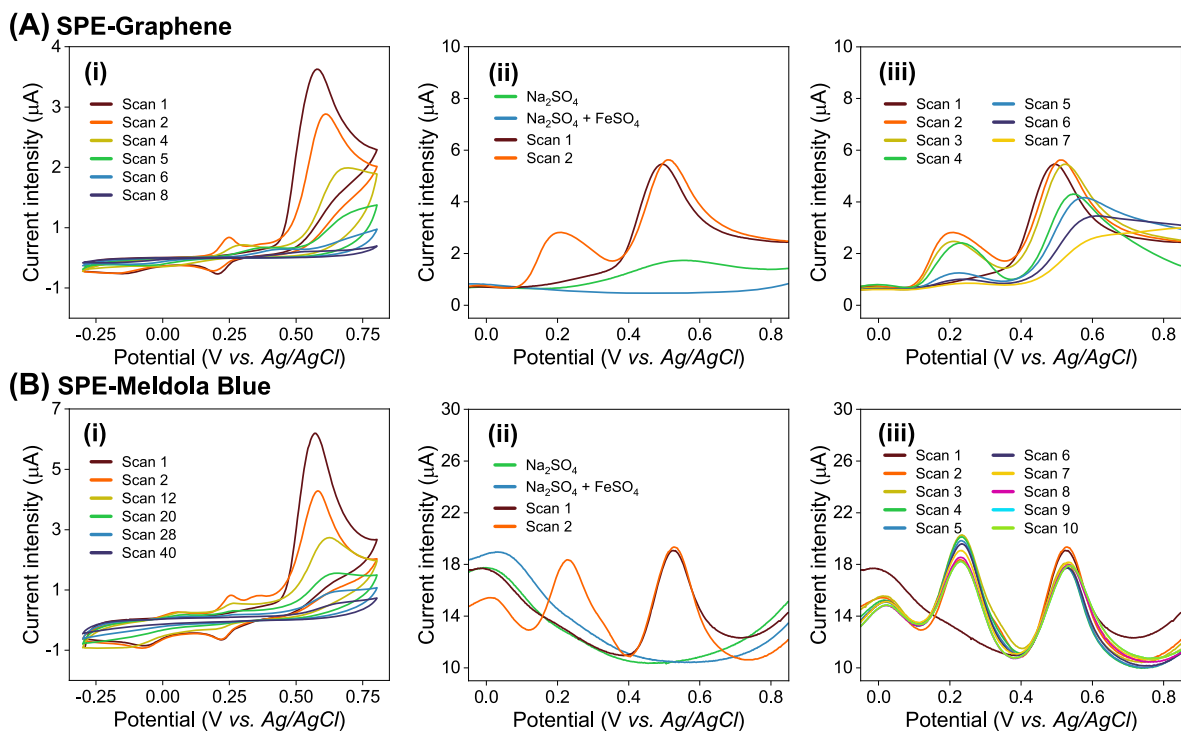 (A) SPE-Graphene
(i)
Scan 1
Scan 2
Scan 4
Scan 5
Scan 6
Scan 8
4
3
2
1
-1
-0.25
0.00
0.25
0.50
0.75
Current intensity (µA)
Potential (V vs. Ag/AgCl)
(ii)
Na₂SO₄
Na₂SO₄ + FeSO₄
Scan 1
Scan 2
10
8
6
4
2
0
0.0
0.2
0.4
0.6
0.8
Current intensity (µA)
Potential (V vs. Ag/AgCl)
(iii)
Scan 1
Scan 2
Scan 3
Scan 4
Scan 5
Scan 6
Scan 7
10
8
6
4
2
0
0.0
0.2
0.4
0.6
0.8
Current intensity (µA)
Potential (V vs. Ag/AgCl)
(B) SPE-Meldola Blue
(i)
Scan 1
Scan 2
Scan 12
Scan 20
Scan 28
Scan 40
7
5
3
1
-1
-0.25
0.00
0.25
0.50
0.75
Current intensity (µA)
Potential (V vs. Ag/AgCl)
(ii)
Na₂SO₄
Na₂SO₄ + FeSO₄
Scan 1
Scan 2
30
26
22
18
14
10
0.0
0.2
0.4
0.6
0.8
Current intensity (µA)
Potential (V vs. Ag/AgCl)
(iii)
Scan 1
Scan 2
Scan 3
Scan 4
Scan 5
Scan 6
Scan 7
Scan 8
Scan 9
Scan 10
30
26
22
18
14
10
0.0
0.2
0.4
0.6
0.8
Current intensity (µA)
Potential (V vs. Ag/AgCl)